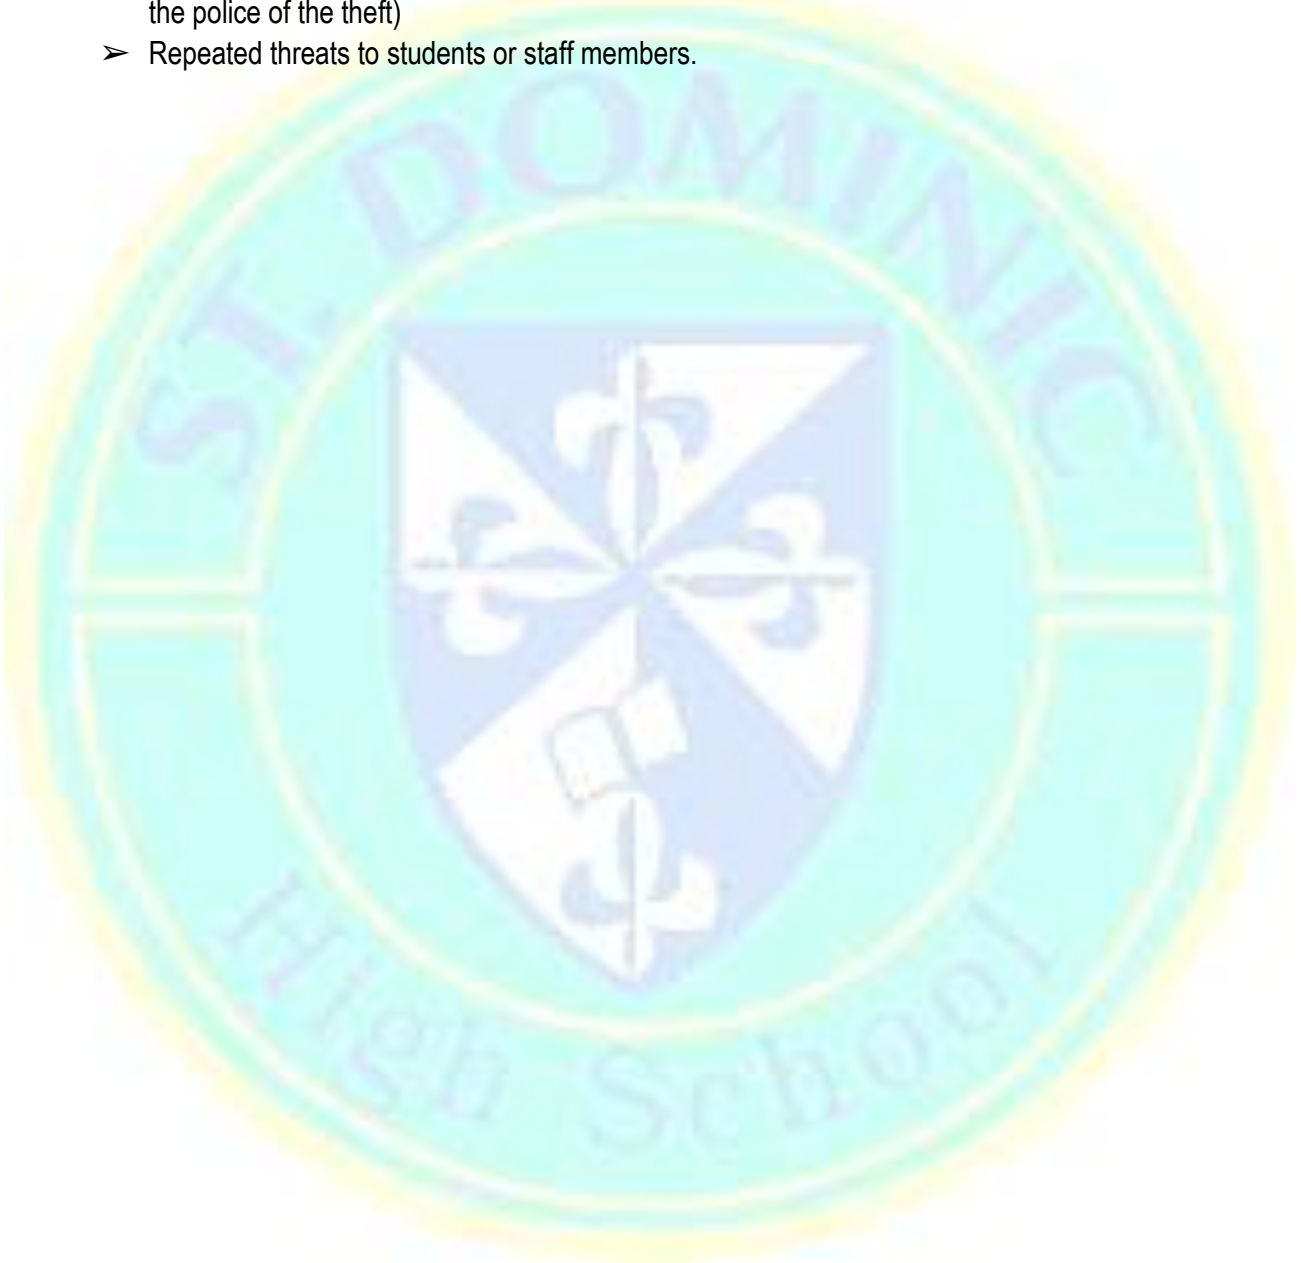 the police of the theft)
➢ Repeated threats to students or staff members.
ST. DOMINIC
High School